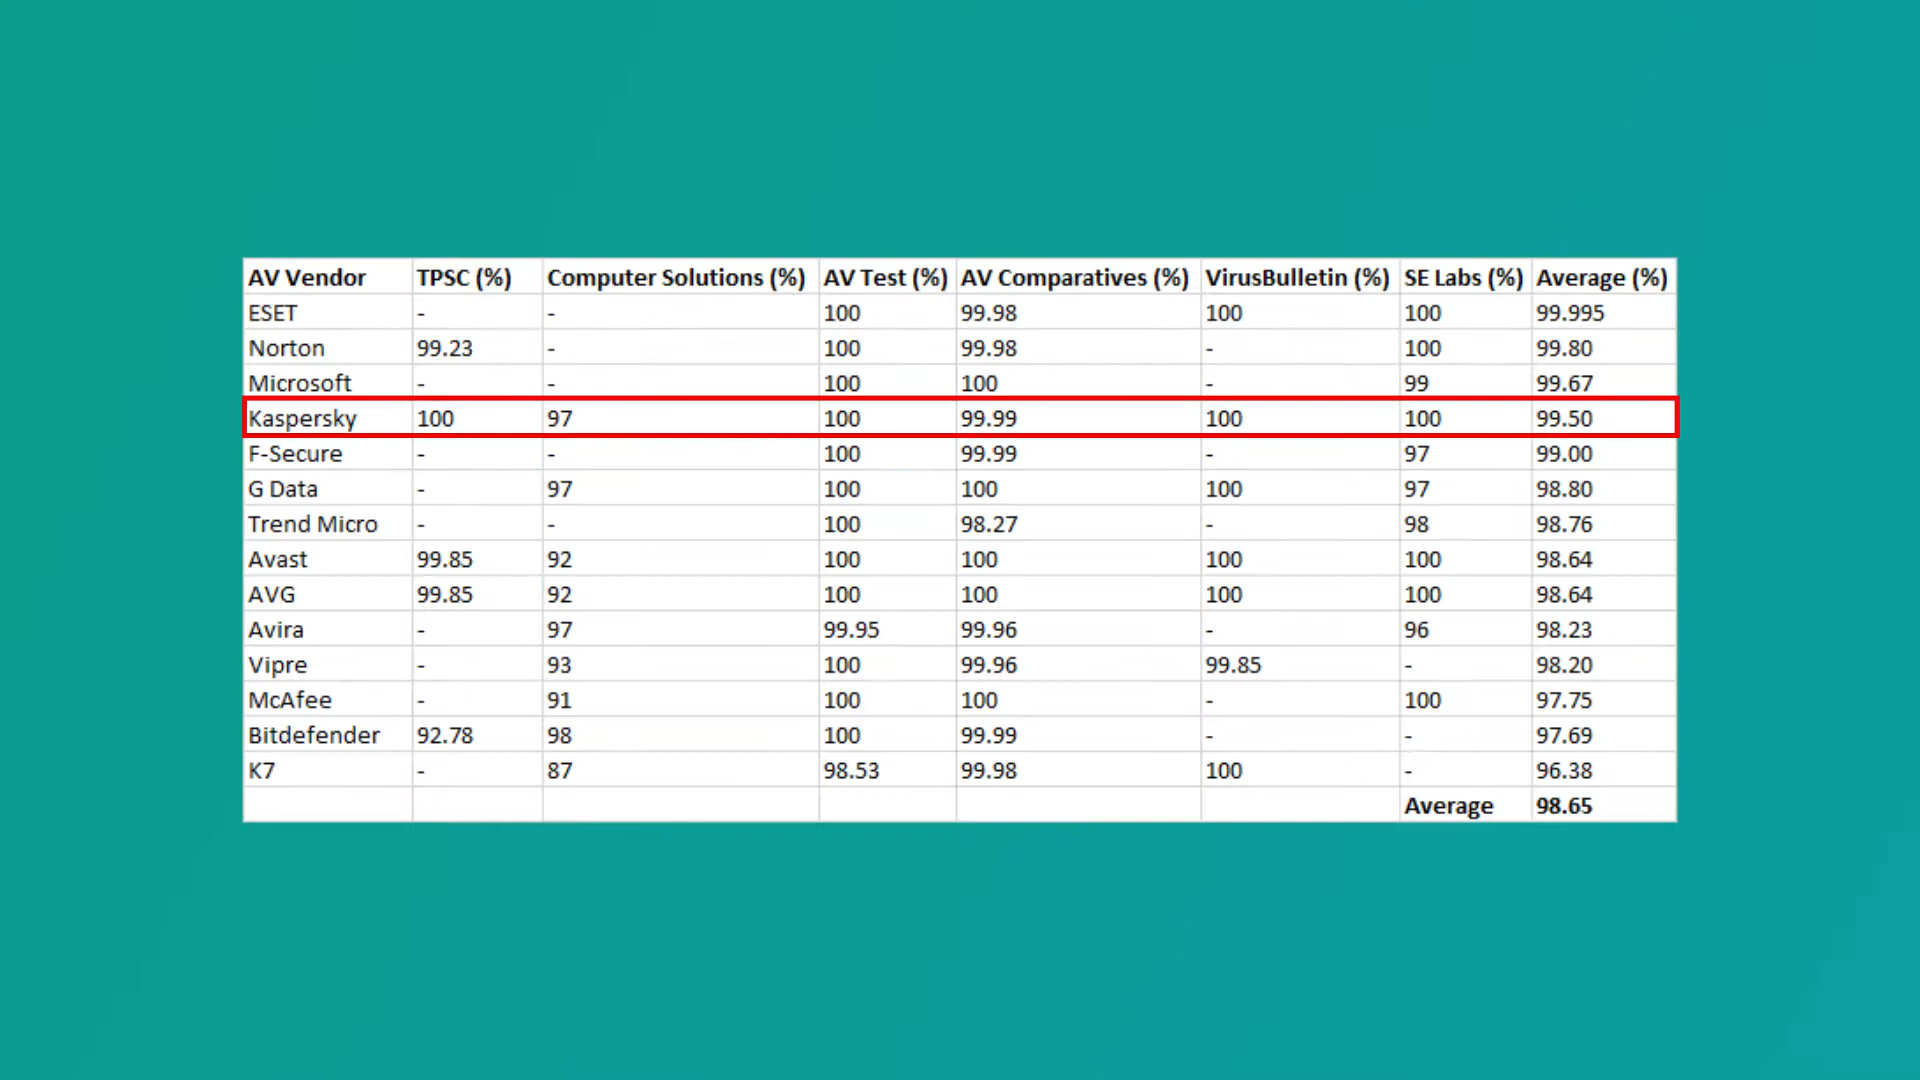 AV Vendor TPSC (%) Computer Solutions (%) AV Test (%) AV Comparatives (%) VirusBulletin (%) SE Labs (%) Average (%)
ESET - - 100 99.98 100 100 99.995
Norton 99.23 - 100 99.98 - 100 99.80
Microsoft - - 100 100 - 99 99.67
Kaspersky 100 97 100 99.99 100 100 99.50
F-Secure - - 100 99.99 - 97 99.00
G Data - 97 100 100 100 97 98.80
Trend Micro - - 100 98.27 - 98 98.76
Avast 99.85 92 100 100 100 100 98.64
AVG 99.85 92 100 100 100 100 98.64
Avira - 97 99.95 99.96 - 96 98.23
Vipre - 93 100 99.96 99.85 - 98.20
McAfee - 91 100 100 - 100 97.75
Bitdefender 92.78 98 100 99.99 - - 97.69
K7 - 87 98.53 99.98 100 - 96.38
Average 98.65